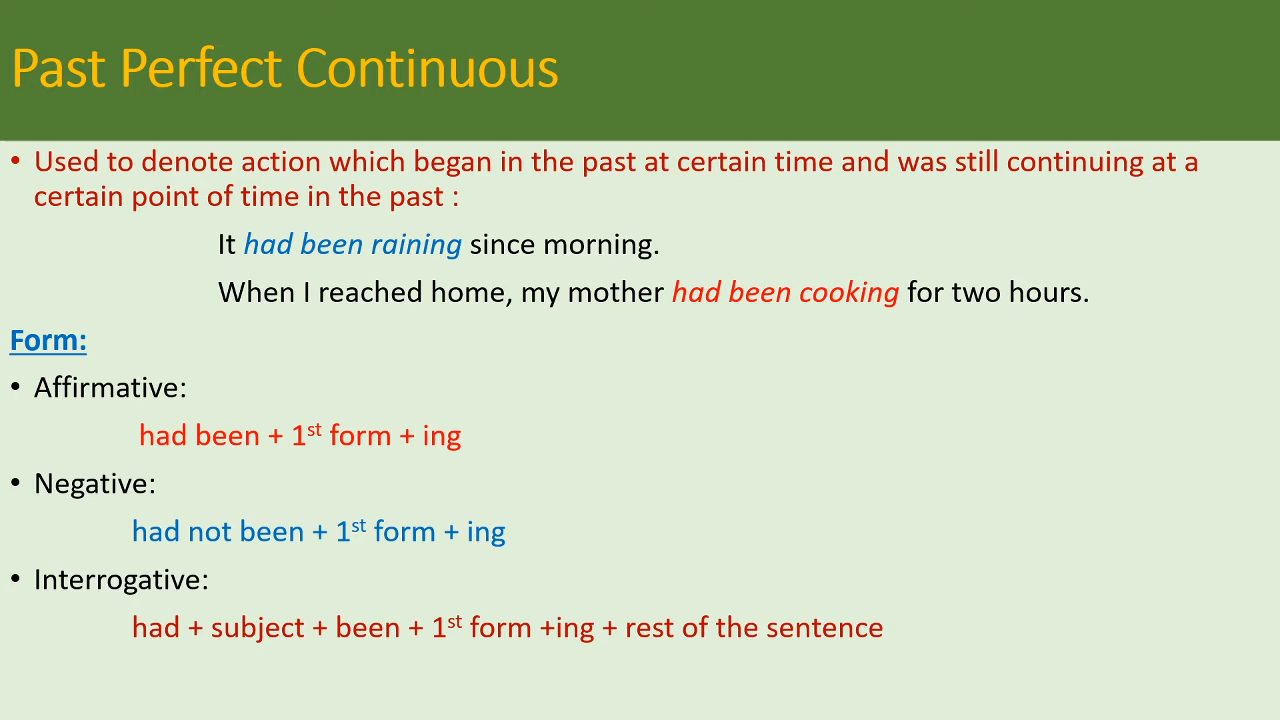 Past Perfect Continuous
• Used to denote action which began in the past at certain time and was still continuing at a
certain point of time in the past :
It had been raining since morning.
When I reached home, my mother had been cooking for two hours.
Form:
• Affirmative:
had been + 1st form + ing
• Negative:
had not been + 1st form + ing
• Interrogative:
had + subject + been + 1st form +ing + rest of the sentence